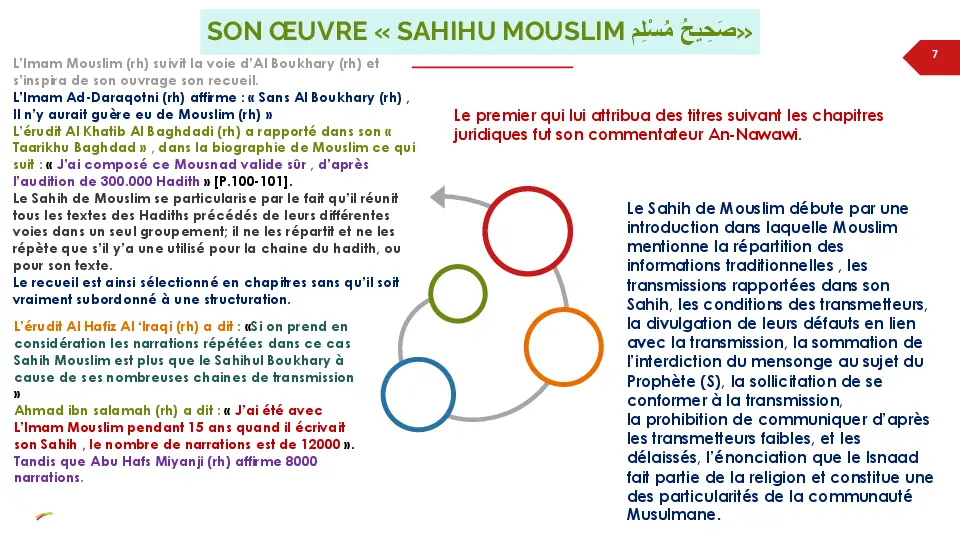 SON ŒUVRE « SAHIHU MOUSLIM صَحِيحُ مُسْلِم»
7
L'Imam Mouslim (rh) suivit la voie d'Al Boukhary (rh) et
s'inspira de son ouvrage son recueil.
L'Imam Ad-Daraqotni (rh) affirme : « Sans Al Boukhary (rh) ,
Il n'y aurait guère eu de Mouslim (rh) »
L'érudit Al Khatib Al Baghdadi (rh) a rapporté dans son «
Taarikhu Baghdad » , dans la biographie de Mouslim ce qui
suit : « J'ai composé ce Mousnad valide sûr , d'après
l'audition de 300.000 Hadith » [P.100-101].
Le Sahih de Mouslim se particularise par le fait qu'il réunit
tous les textes des Hadiths précédés de leurs différentes
voies dans un seul groupement; il ne les répartit et ne les
répète que s'il y'a une utilisé pour la chaine du hadith, ou
pour son texte.
Le recueil est ainsi sélectionné en chapitres sans qu'il soit
vraiment subordonné à une structuration.
L'érudit Al Hafiz Al 'Iraqi (rh) a dit : «Si on prend en
considération les narrations répétées dans ce cas
Sahih Mouslim est plus que le Sahihul Boukhary à
cause de ses nombreuses chaines de transmission
»
Ahmad ibn salamah (rh) a dit : « J'ai été avec
L'Imam Mouslim pendant 15 ans quand il écrivait
son Sahih , le nombre de narrations est de 12000 ».
Tandis que Abu Hafs Miyanji (rh) affirme 8000
narrations.
Le premier qui lui attribua des titres suivant les chapitres
juridiques fut son commentateur An-Nawawi.
Le Sahih de Mouslim débute par une
introduction dans laquelle Mouslim
mentionne la répartition des
informations traditionnelles , les
transmissions rapportées dans son
Sahih, les conditions des transmetteurs,
la divulgation de leurs défauts en lien
avec la transmission, la sommation de
l'interdiction du mensonge au sujet du
Prophète (S), la sollicitation de se
conformer à la transmission,
la prohibition de communiquer d'après
les transmetteurs faibles, et les
délaissés, l'énonciation que le Isnaad
fait partie de la religion et constitue une
des particularités de la communauté
Musulmane.